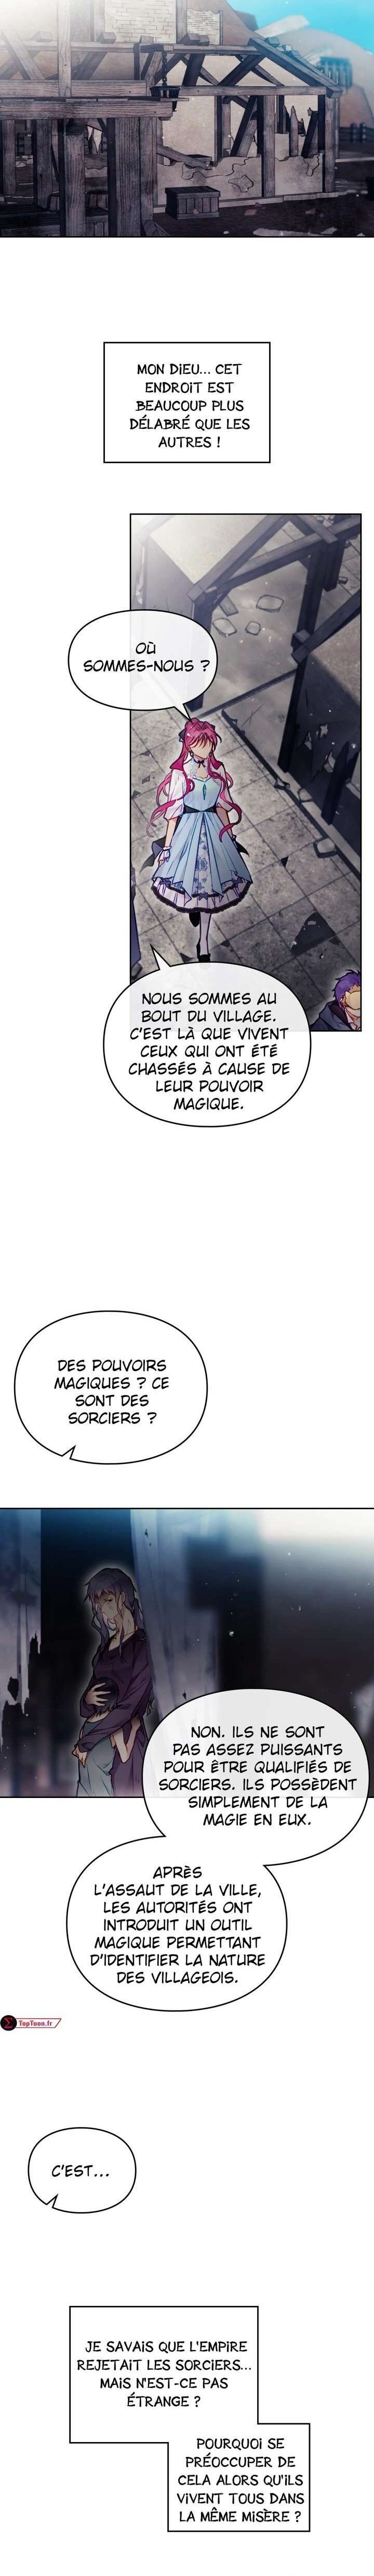 MON DIEU... CET
ENDROIT EST
BEAUCOUP PLUS
DÉLABRÉ QUE LES
AUTRES !
OÙ
SOMMES-NOUS ?
NOUS SOMMES AU
BOUT DU VILLAGE.
C'EST LÀ QUE VIVENT
CEUX QUI ONT ÉTÉ
CHASSÉS À CAUSE DE
LEUR POUVOIR
MAGIQUE.
DES POUVOIRS
MAGIQUES ? CE
SONT DES
SORCIERS ?
NON. ILS NE SONT
PAS ASSEZ PUISSANTS
POUR ÊTRE QUALIFIÉS DE
SORCIERS. ILS POSSÈDENT
SIMPLEMENT DE LA
MAGIE EN EUX.
APRÈS
L'ASSAUT DE LA VILLE,
LES AUTORITÉS ONT
INTRODUIT UN OUTIL
MAGIQUE PERMETTANT
D'IDENTIFIER LA NATURE
DES VILLAGEOIS.
TopToon.fr
C'EST...
JE SAVAIS QUE L'EMPIRE
REJETAIT LES SORCIERS...
MAIS N'EST-CE PAS
ÉTRANGE ?
POURQUOI SE
PRÉOCCUPER DE
CELA ALORS QU'ILS
VIVENT TOUS DANS
LA MÊME MISÈRE ?